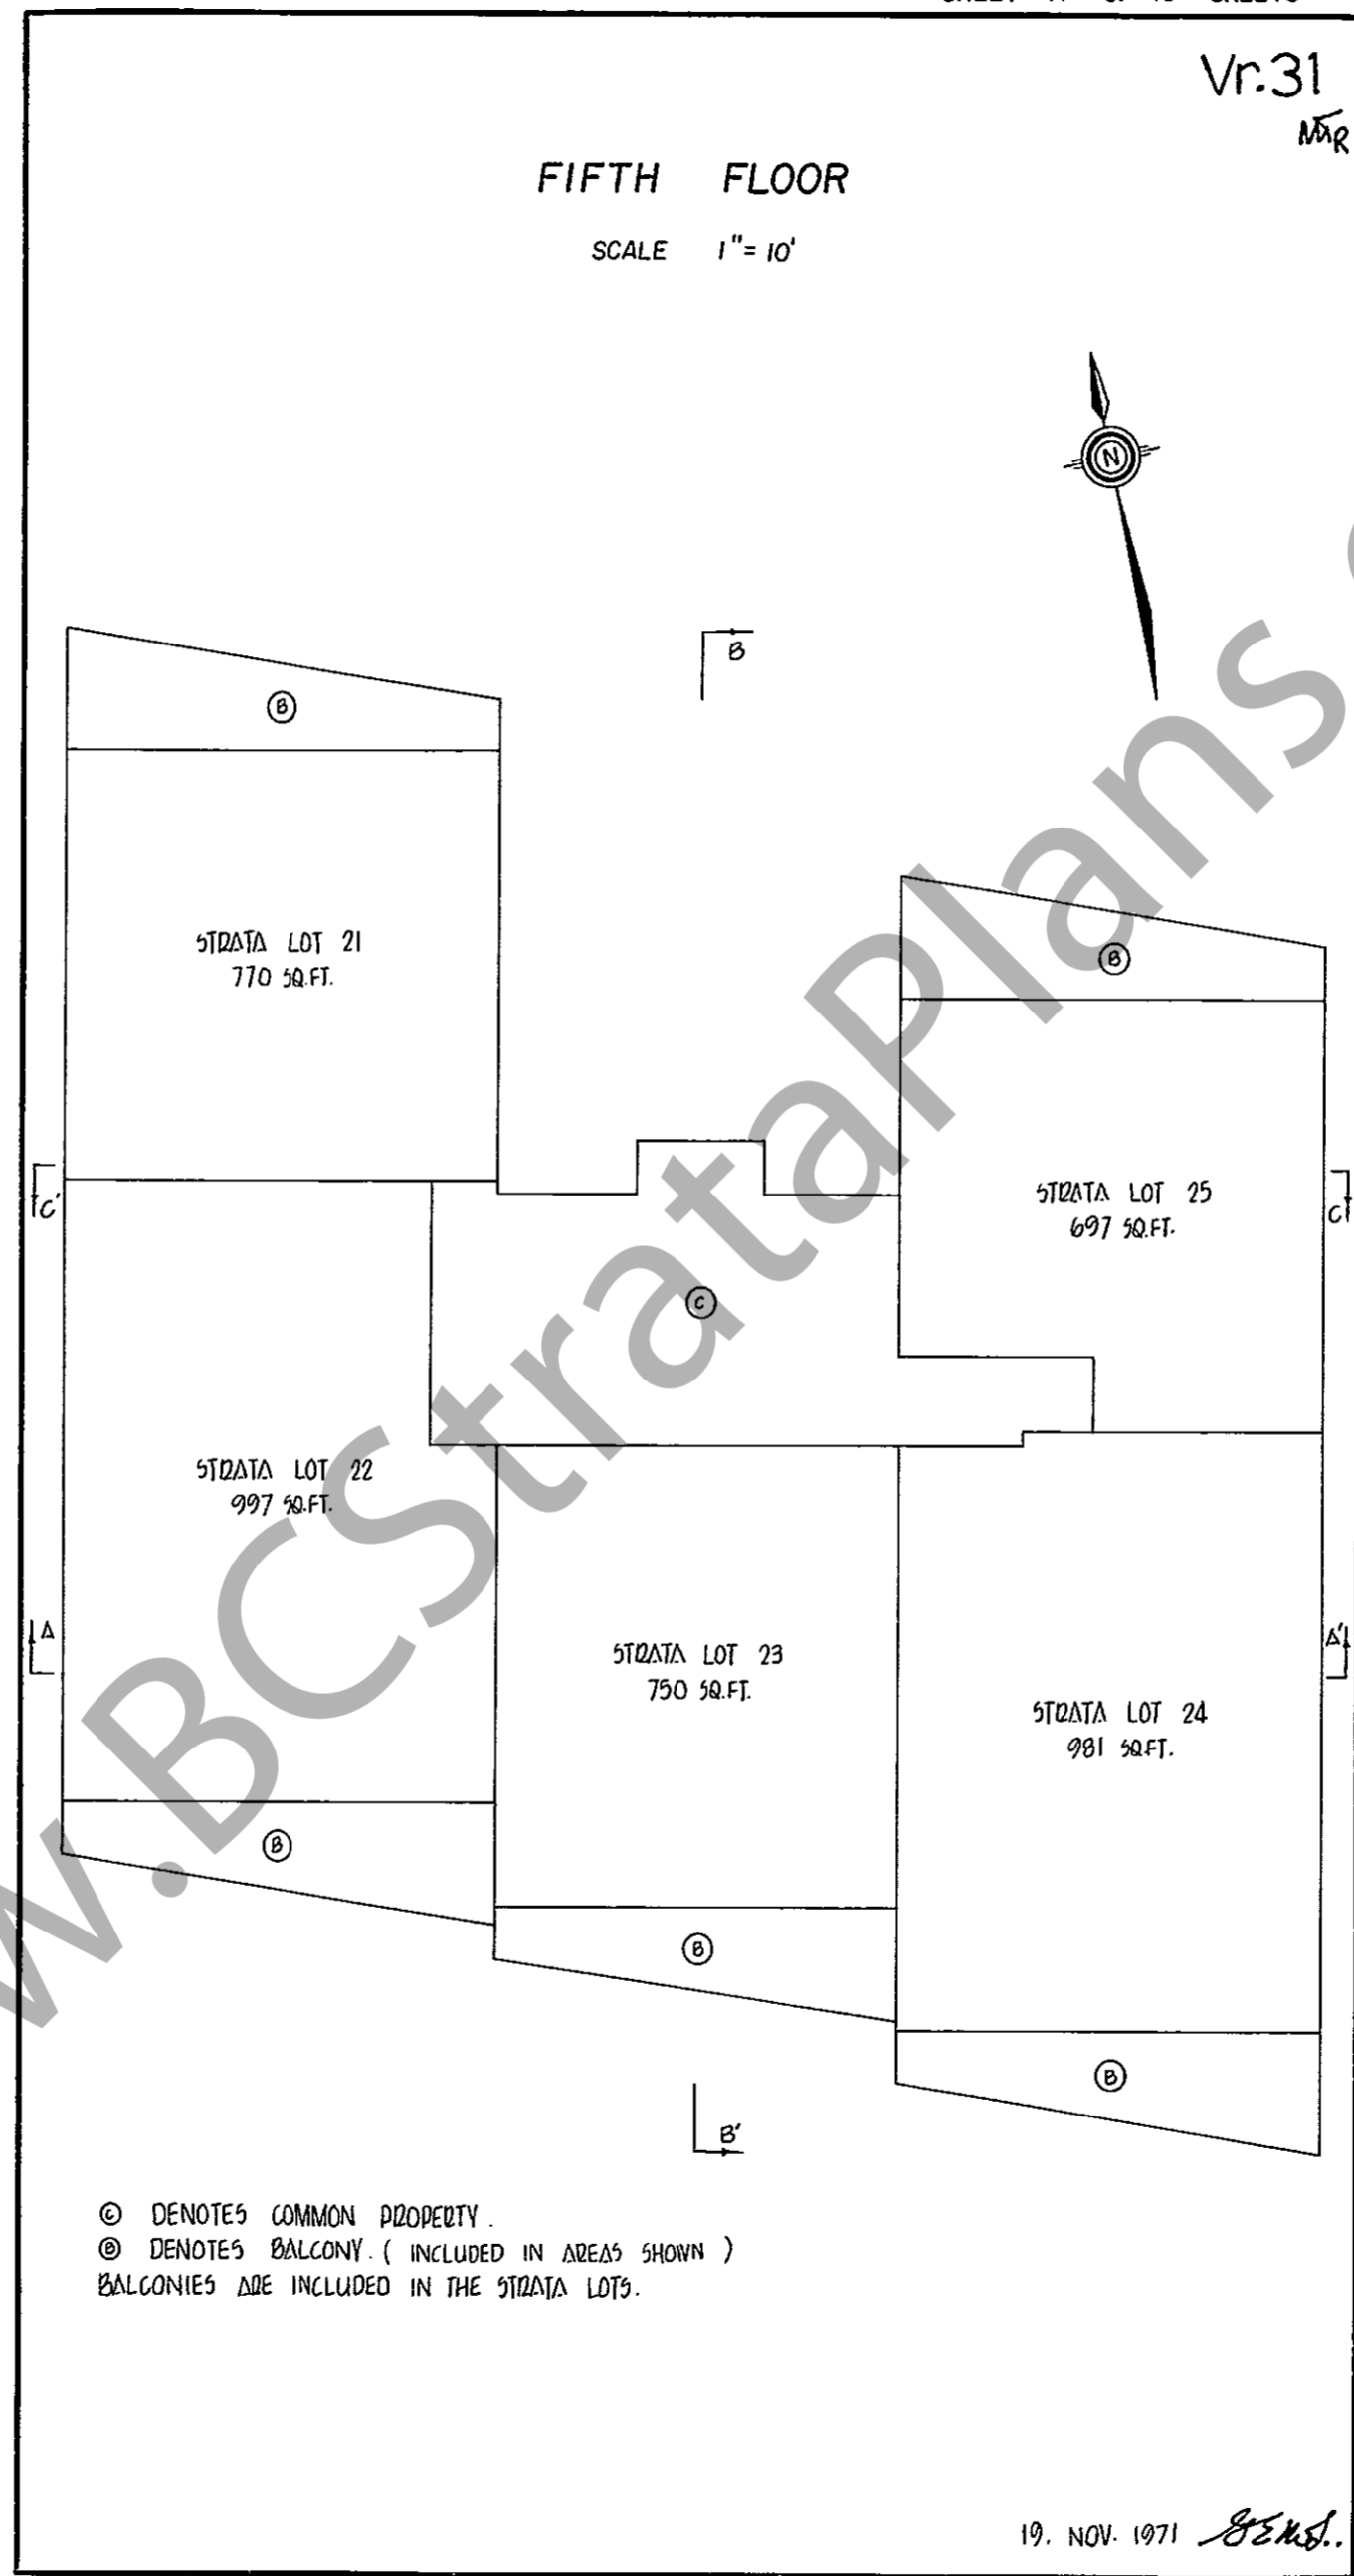 Vr.31
FIFTH FLOOR
SCALE 1"= 10'
N
B
B
STRATA LOT 21
770 SQ.FT.
B
C'
STRATA LOT 25
697 SQ.FT.
C
C
STRATA LOT 22
997 SQ.FT.
A
STRATA LOT 23
750 SQ.FT.
A'
STRATA LOT 24
981 SQ.FT.
B
B
B
B'
Ⓒ DENOTES COMMON PROPERTY.
Ⓑ DENOTES BALCONY. ( INCLUDED IN AREAS SHOWN )
BALCONIES ARE INCLUDED IN THE STRATA LOTS.
19. NOV. 1971
w.BCStrataPlans